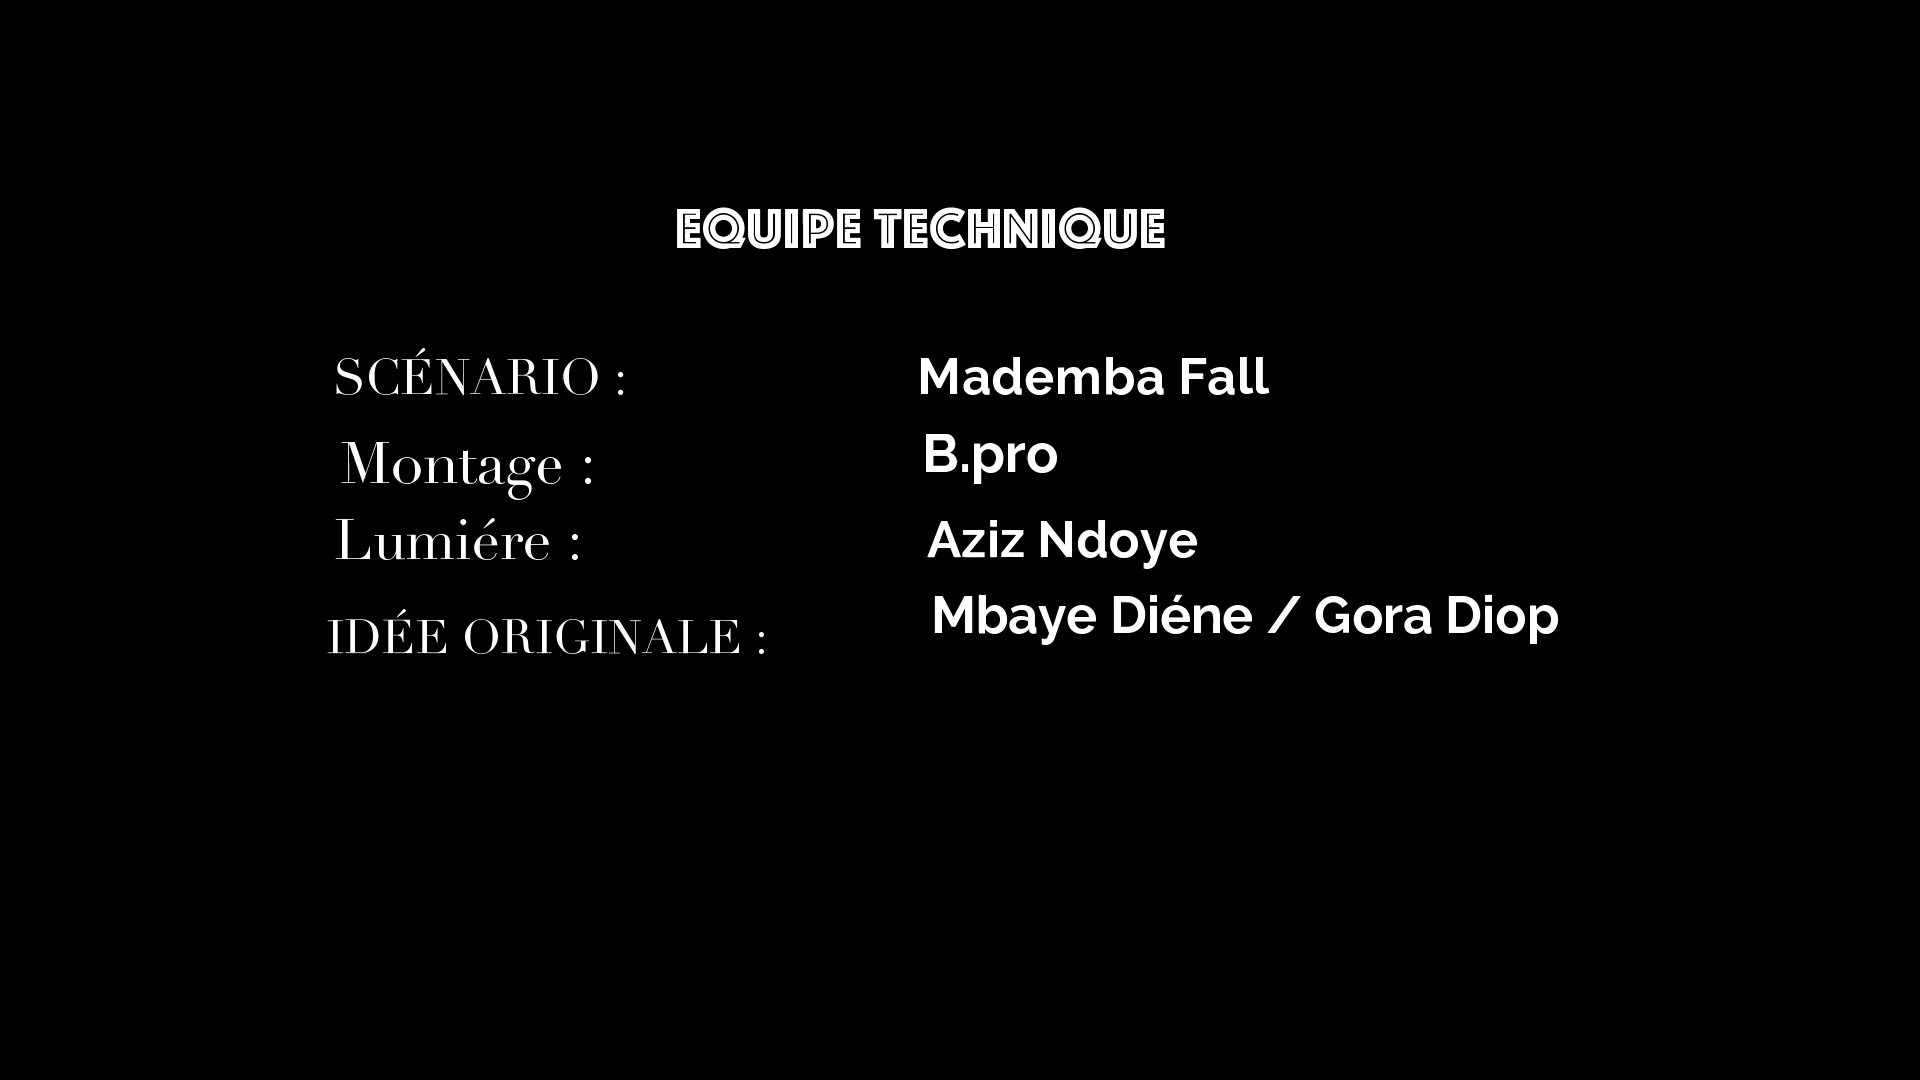 EQUIPE TECHNIQUE
SCÉNARIO : Mademba Fall
Montage : B.pro
Lumiére : Aziz Ndoye
IDÉE ORIGINALE : Mbaye Diéne / Gora Diop